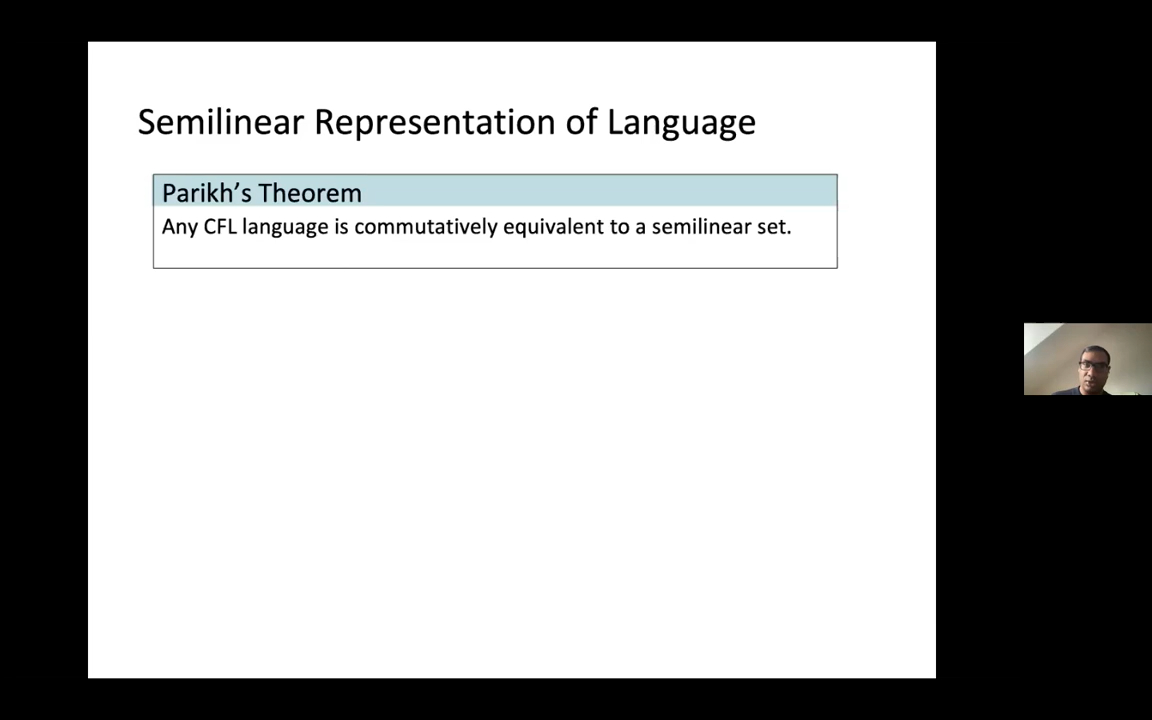 Semilinear Representation of Language
Parikh’s Theorem
Any CFL language is commutatively equivalent to a semilinear set.